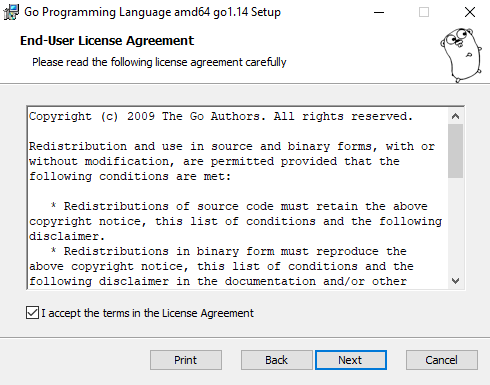 Go Programming Language amd64 go1.14 Setup
End-User License Agreement
Please read the following license agreement carefully
Copyright (c) 2009 The Go Authors. All rights reserved.
Redistribution and use in source and binary forms, with or
without modification, are permitted provided that the
following conditions are met:
* Redistributions of source code must retain the above
copyright notice, this list of conditions and the following
disclaimer.
* Redistributions in binary form must reproduce the
above copyright notice, this list of conditions and the
following disclaimer in the documentation and/or other
I accept the terms in the License Agreement
Print Back Next Cancel